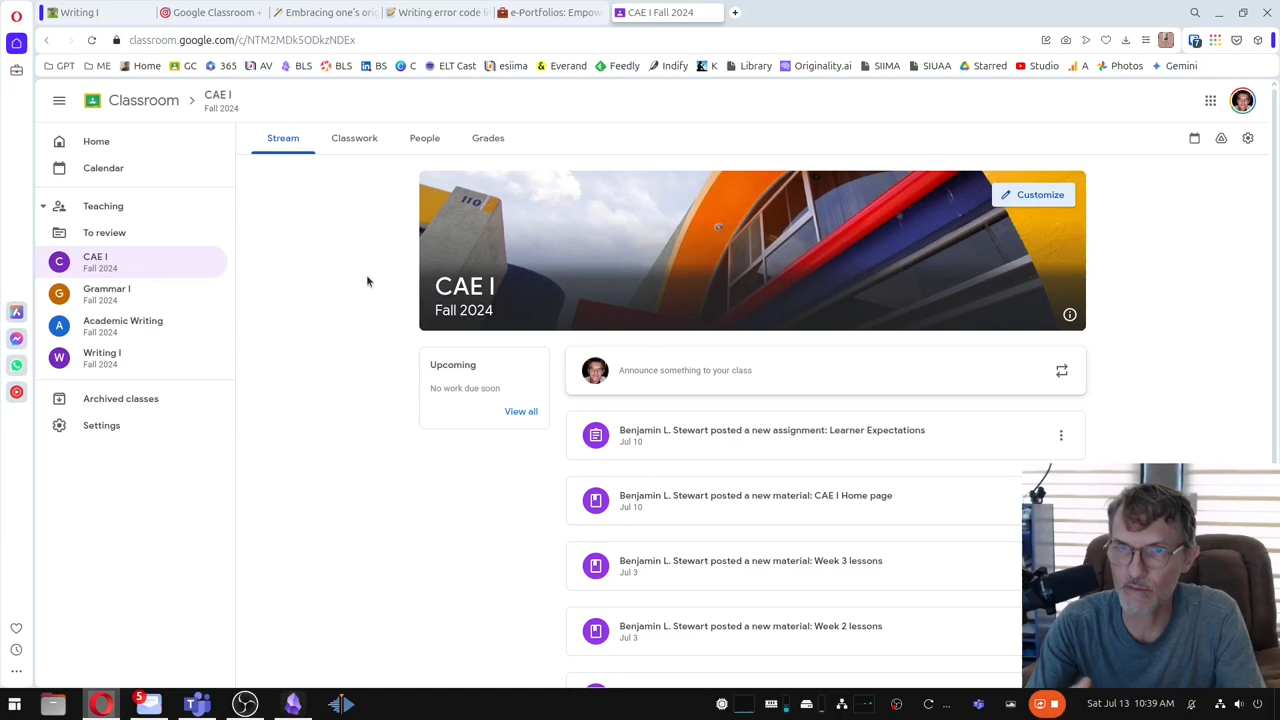 Writing I
Google Classroom +
Embracing one's orig
Writing error code li
e-Portfolios: Empow
CAE I Fall 2024
classroom.google.com/c/NTM2MDk5ODkzNDEx
GPT ME Home GC 365 AV BLS BLS BS C ELT Cast esiima Everand Feedly Indify K Library Originality.ai SIIMA SIUAA Starred Studio A Photos Gemini
Classroom
CAE I
Fall 2024
Home
Calendar
Teaching
To review
C
CAE I
Fall 2024
G
Grammar I
Fall 2024
A
Academic Writing
Fall 2024
W
Writing I
Fall 2024
Archived classes
Settings
Stream Classwork People Grades
110
Customize
CAE I
Fall 2024
Upcoming
No work due soon
View all
Announce something to your class
Benjamin L. Stewart posted a new assignment: Learner Expectations
Jul 10
Benjamin L. Stewart posted a new material: CAE I Home page
Jul 10
Benjamin L. Stewart posted a new material: Week 3 lessons
Jul 3
Benjamin L. Stewart posted a new material: Week 2 lessons
Jul 3
5
Sat Jul 13 10:39 AM